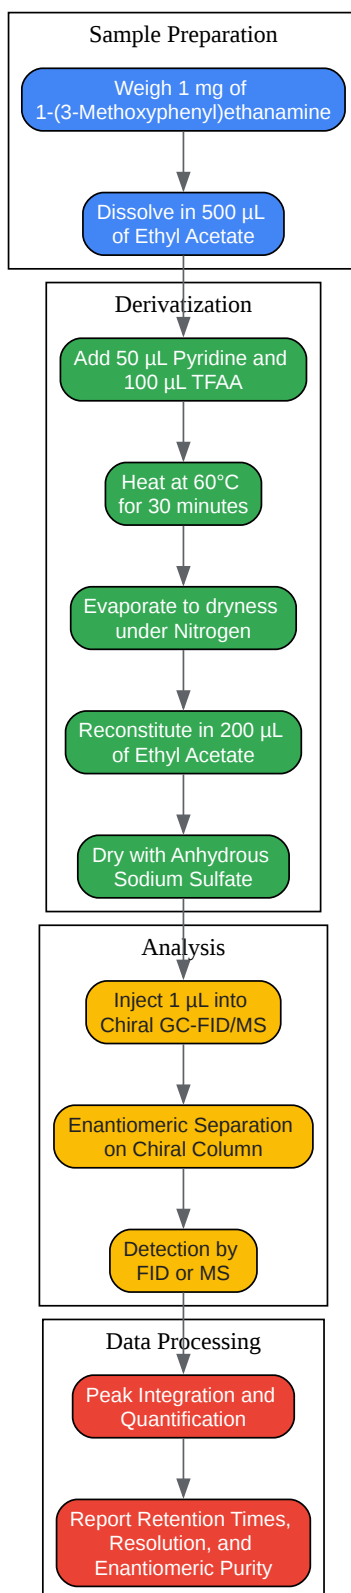 Sample Preparation
Weigh 1 mg of
1-(3-Methoxyphenyl)ethanamine
Dissolve in 500 µL
of Ethyl Acetate
Derivatization
Add 50 µL Pyridine and
100 µL TFAA
Heat at 60°C
for 30 minutes
Evaporate to dryness
under Nitrogen
Reconstitute in 200 µL
of Ethyl Acetate
Dry with Anhydrous
Sodium Sulfate
Analysis
Inject 1 µL into
Chiral GC-FID/MS
Enantiomeric Separation
on Chiral Column
Detection by
FID or MS
Data Processing
Peak Integration and
Quantification
Report Retention Times,
Resolution, and
Enantiomeric Purity